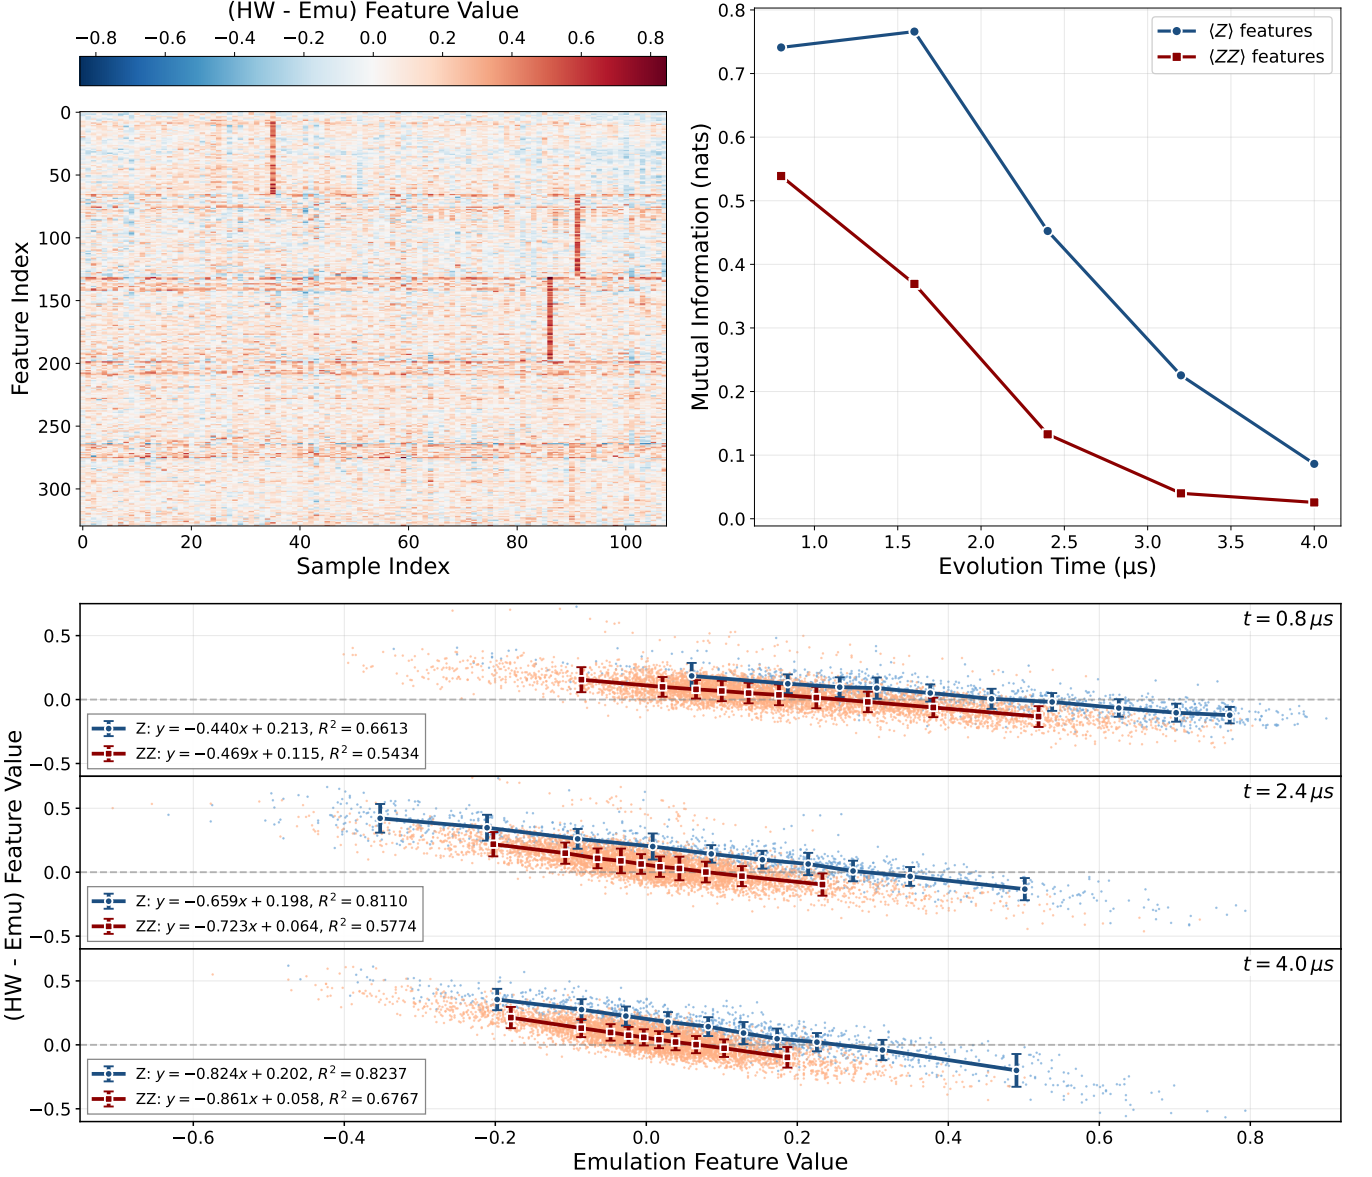 (HW - Emu) Feature Value
−0.8 −0.6 −0.4 −0.2 0.0 0.2 0.4 0.6 0.8
0
50
100
150
200
250
300
Feature Index
0 20 40 60 80 100
Sample Index
0.8
0.7
0.6
0.5
0.4
0.3
0.2
0.1
0.0
Mutual Information (nats)
⟨Z⟩ features
⟨ZZ⟩ features
1.0 1.5 2.0 2.5 3.0 3.5 4.0
Evolution Time (μs)
(HW - Emu) Feature Value
t = 0.8 μs
0.5
0.0
−0.5
Z: y = −0.440x + 0.213, R² = 0.6613
ZZ: y = −0.469x + 0.115, R² = 0.5434
t = 2.4 μs
0.5
0.0
−0.5
Z: y = −0.659x + 0.198, R² = 0.8110
ZZ: y = −0.723x + 0.064, R² = 0.5774
t = 4.0 μs
0.5
0.0
−0.5
Z: y = −0.824x + 0.202, R² = 0.8237
ZZ: y = −0.861x + 0.058, R² = 0.6767
−0.6 −0.4 −0.2 0.0 0.2 0.4 0.6 0.8
Emulation Feature Value